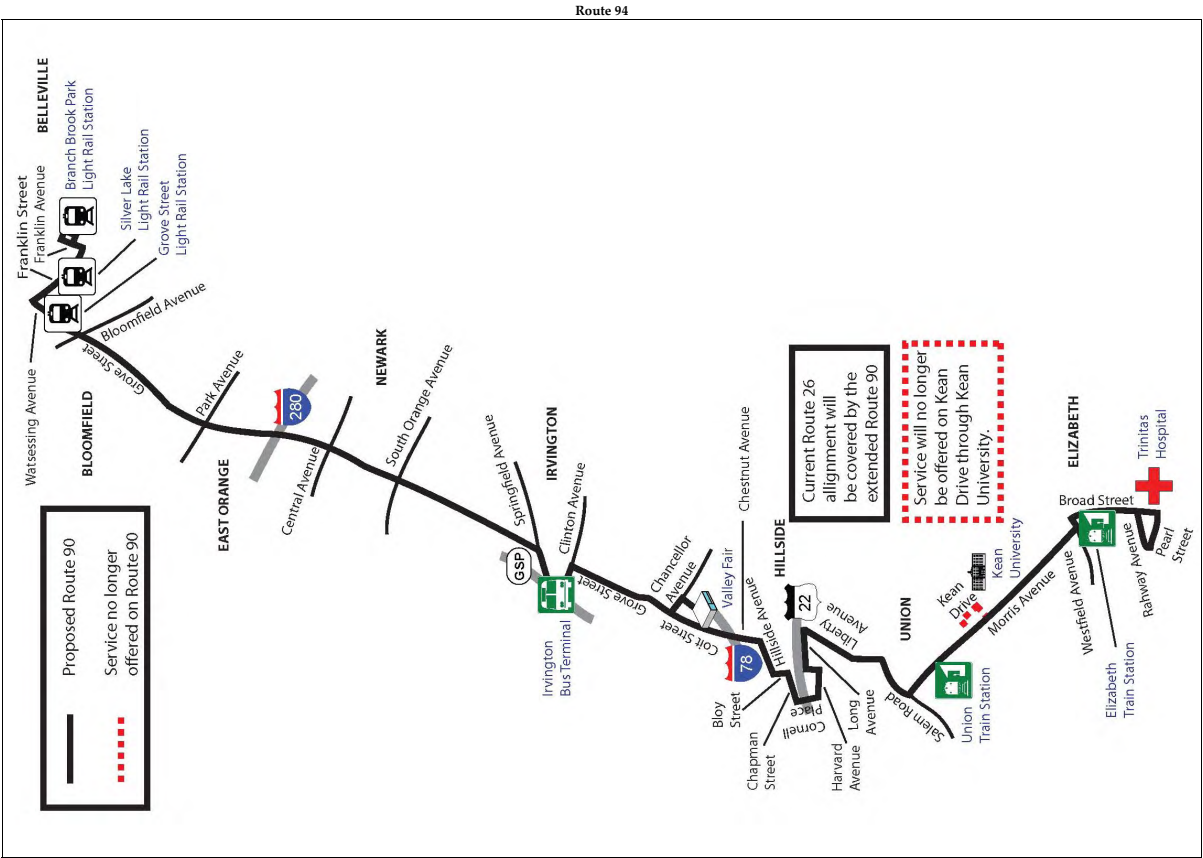 Route 94
BELLEVILLE
Branch Brook Park
Light Rail Station
Silver Lake
Light Rail Station
Grove Street
Light Rail Station
Franklin Street
Franklin Avenue
Watsessing Avenue
Bloomfield Avenue
Grove Street
BLOOMFIELD
Park Avenue
280
NEWARK
EAST ORANGE
Central Avenue
South Orange Avenue
Springfield Avenue
IRVINGTON
GSP
Clinton Avenue
Irvington
Bus Terminal
Grove Street
Chancellor
Avenue
Valley Fair
Coit Street
Chestnut Avenue
78
Hillside Avenue
HILLSIDE
Bloy
Street
22
Chapman
Street
Cornell
Place
Harvard
Avenue
Long
Avenue
Liberty
Avenue
UNION
Salem Road
Union
Train Station
Kean
Drive
Kean
University
Morris Avenue
ELIZABETH
Westfield Avenue
Broad Street
Elizabeth
Train Station
Rahway Avenue
Pearl
Street
Trinitas
Hospital
Proposed Route 90
Service no longer
offered on Route 90
Current Route 26
allignment will
be covered by the
extended Route 90
Service will no longer
be offered on Kean
Drive through Kean
University.